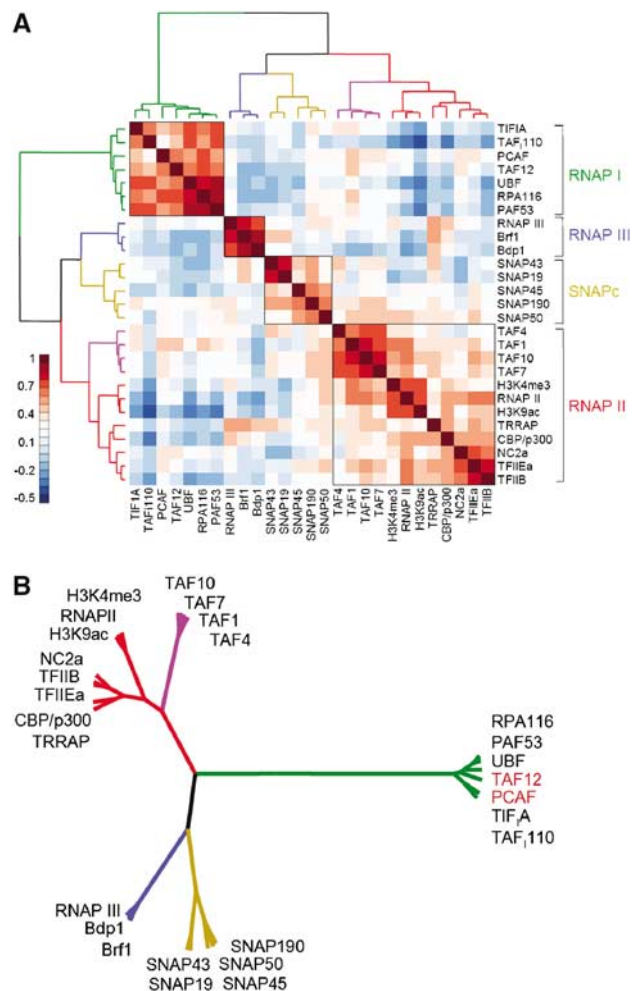 A
TIFIA
TAFI110
PCAF
TAF12
UBF
RPA116
PAF53
RNAP III
Brf1
Bdp1
SNAP43
SNAP19
SNAP45
SNAP190
SNAP50
TAF4
TAF1
TAF10
TAF7
H3K4me3
RNAP II
H3K9ac
TRRAP
CBP/p300
NC2a
TFIIEa
TFIIB
RNAP I
RNAP III
SNAPc
RNAP II
1
0.7
0.4
0.1
-0.2
-0.5
TIF1A
TAFI110
PCAF
TAF12
UBF
RPA116
PAF53
RNAP III
Brf1
Bdp1
SNAP43
SNAP19
SNAP45
SNAP190
SNAP50
TAF4
TAF1
TAF10
TAF7
H3K4me3
RNAP II
H3K9ac
TRRAP
CBP/p300
NC2a
TFIIEa
TFIIB
B
H3K4me3
RNAPII
H3K9ac
NC2a
TFIIB
TFIIEa
CBP/p300
TRRAP
TAF10
TAF7
TAF1
TAF4
RPA116
PAF53
UBF
TAF12
PCAF
TIFIA
TAFI110
RNAP III
Bdp1
Brf1
SNAP43
SNAP19
SNAP190
SNAP50
SNAP45